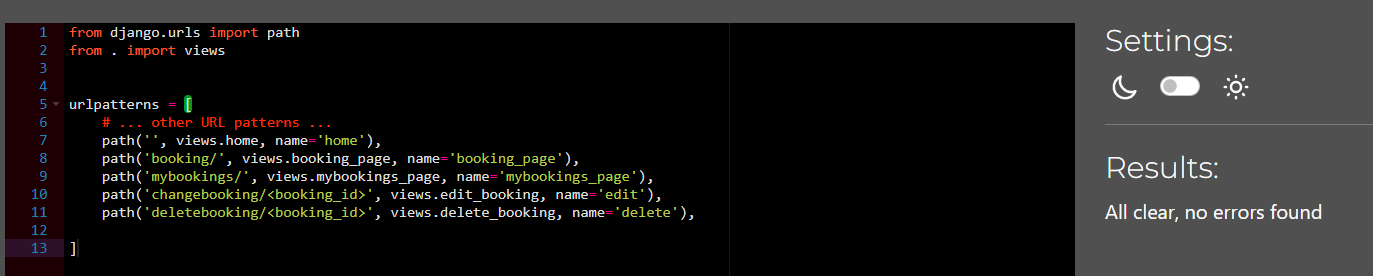 1 from django.urls import path
2 from . import views
3
4
5 urlpatterns = [
6     # ... other URL patterns ...
7     path('', views.home, name='home'),
8     path('booking/', views.booking_page, name='booking_page'),
9     path('mybookings/', views.mybookings_page, name='mybookings_page'),
10     path('changebooking/<booking_id>', views.edit_booking, name='edit'),
11     path('deletebooking/<booking_id>', views.delete_booking, name='delete'),
12
13 ]
Settings:
Results:
All clear, no errors found